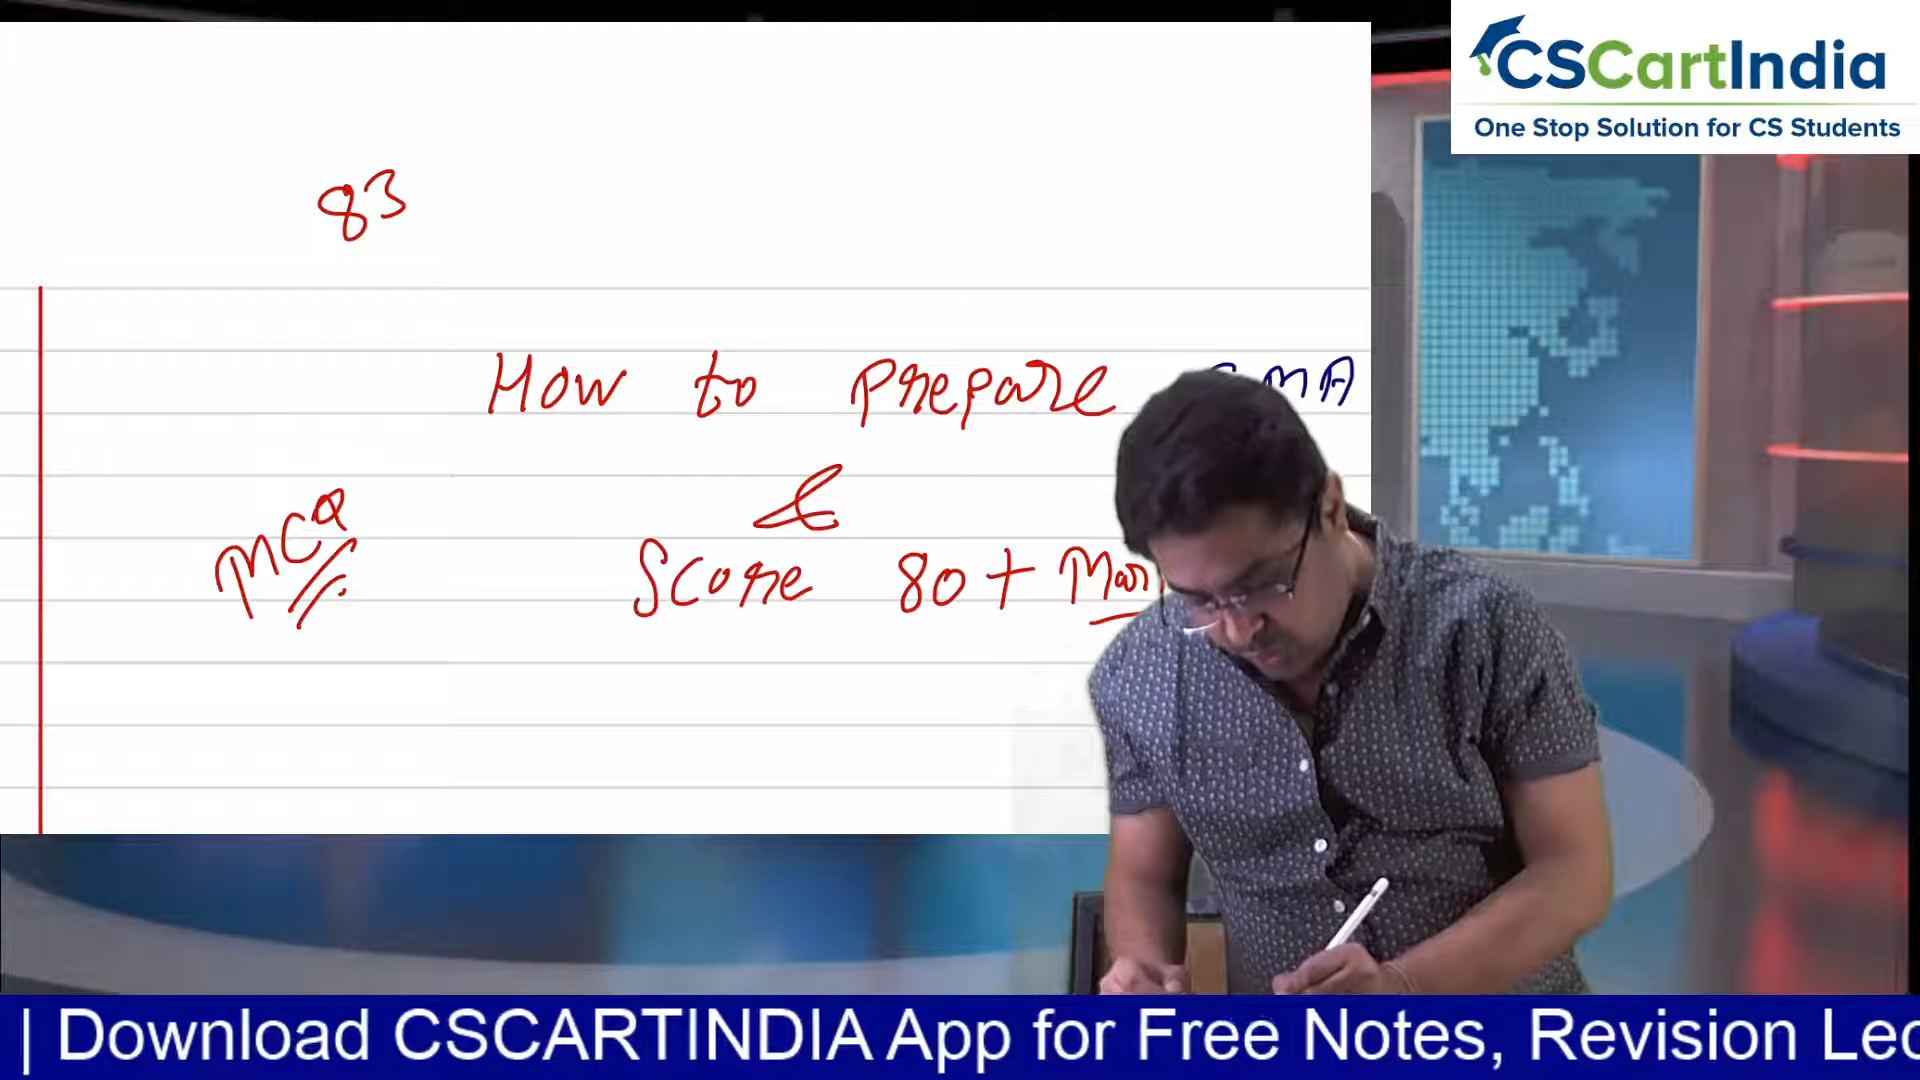 CSCartIndia
One Stop Solution for CS Students
83
How to prepare MA
MCQ
&
Score 80+
| Download CSCARTINDIA App for Free Notes, Revision Lec